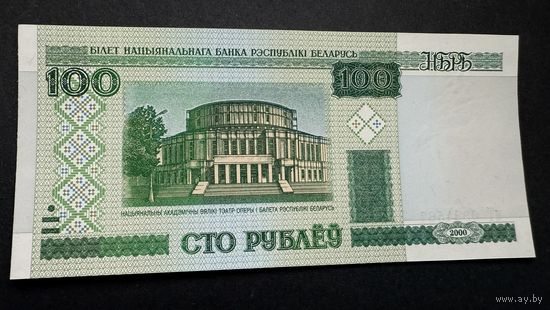 БІЛЕТ НАЦЫЯНАЛЬНАГА БАНКА РЭСПУБЛІКІ БЕЛАРУСЬ
НБРБ
100
100
НАЦЫЯНАЛЬНЫ АКАДЭМІЧНЫ ВЯЛІКІ ТЭАТР ОПЕРЫ І БАЛЕТА РЭСПУБЛІКІ БЕЛАРУСЬ
СТО РУБЛЁЎ
2000
www.ay.by